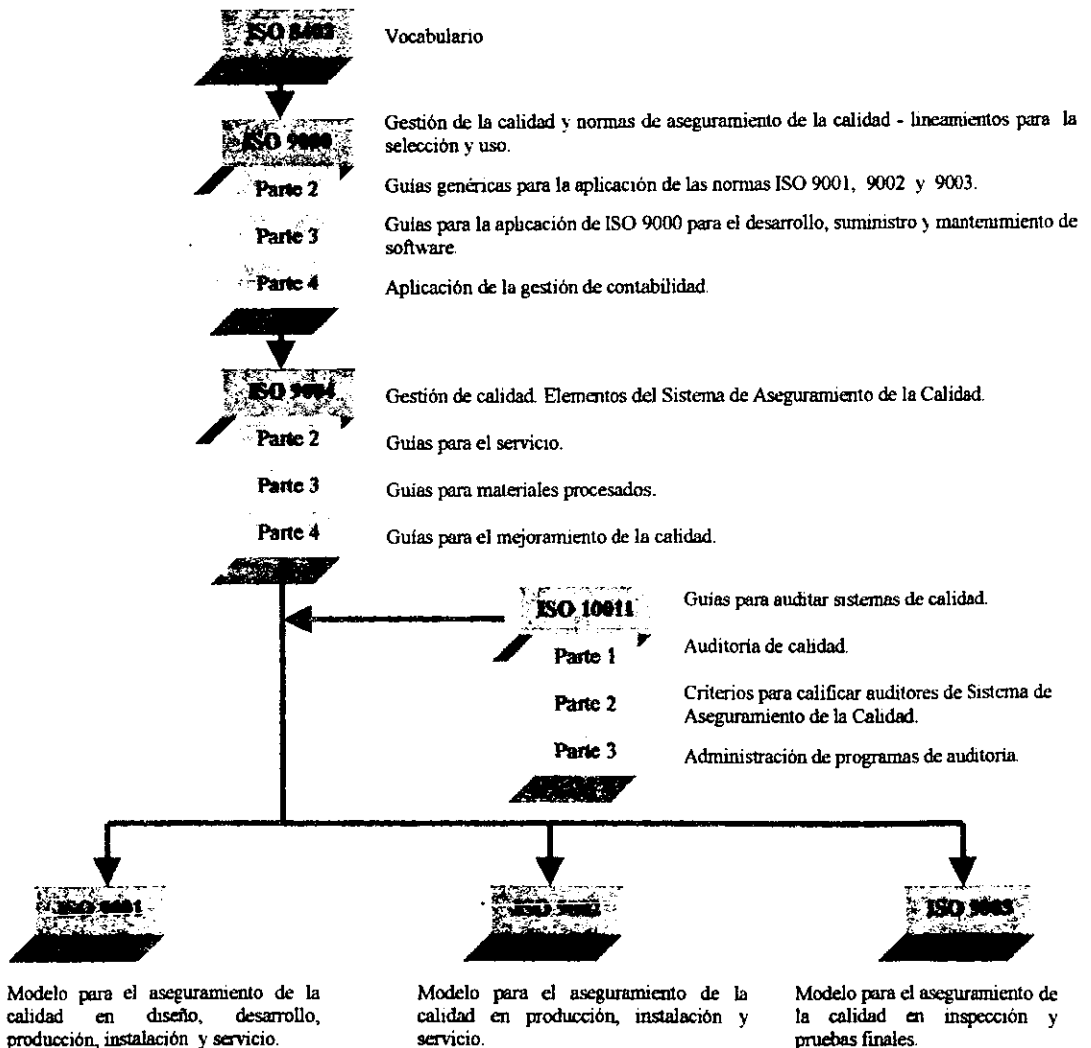 ISO 8402
Vocabulario
ISO 9000
Gestión de la calidad y normas de aseguramiento de la calidad - lineamientos para la
selección y uso.
Parte 2
Guías genéricas para la aplicación de las normas ISO 9001, 9002 y 9003.
Parte 3
Guías para la aplicación de ISO 9000 para el desarrollo, suministro y mantenimiento de
software.
Parte 4
Aplicación de la gestión de contabilidad.
ISO 9004
Gestión de calidad. Elementos del Sistema de Aseguramiento de la Calidad.
Parte 2
Guías para el servicio.
Parte 3
Guías para materiales procesados.
Parte 4
Guías para el mejoramiento de la calidad.
ISO 10011
Guias para auditar sistemas de calidad.
Parte 1
Auditoría de calidad.
Parte 2
Criterios para calificar auditores de Sistema de
Aseguramiento de la Calidad.
Parte 3
Administración de programas de auditoria.
ISO 9001
Modelo para el aseguramiento de la
calidad en diseño, desarrollo,
producción, instalación y servicio.
ISO 9002
Modelo para el aseguramiento de la
calidad en producción, instalación y
servicio.
ISO 9003
Modelo para el aseguramiento de
la calidad en inspección y
pruebas finales.